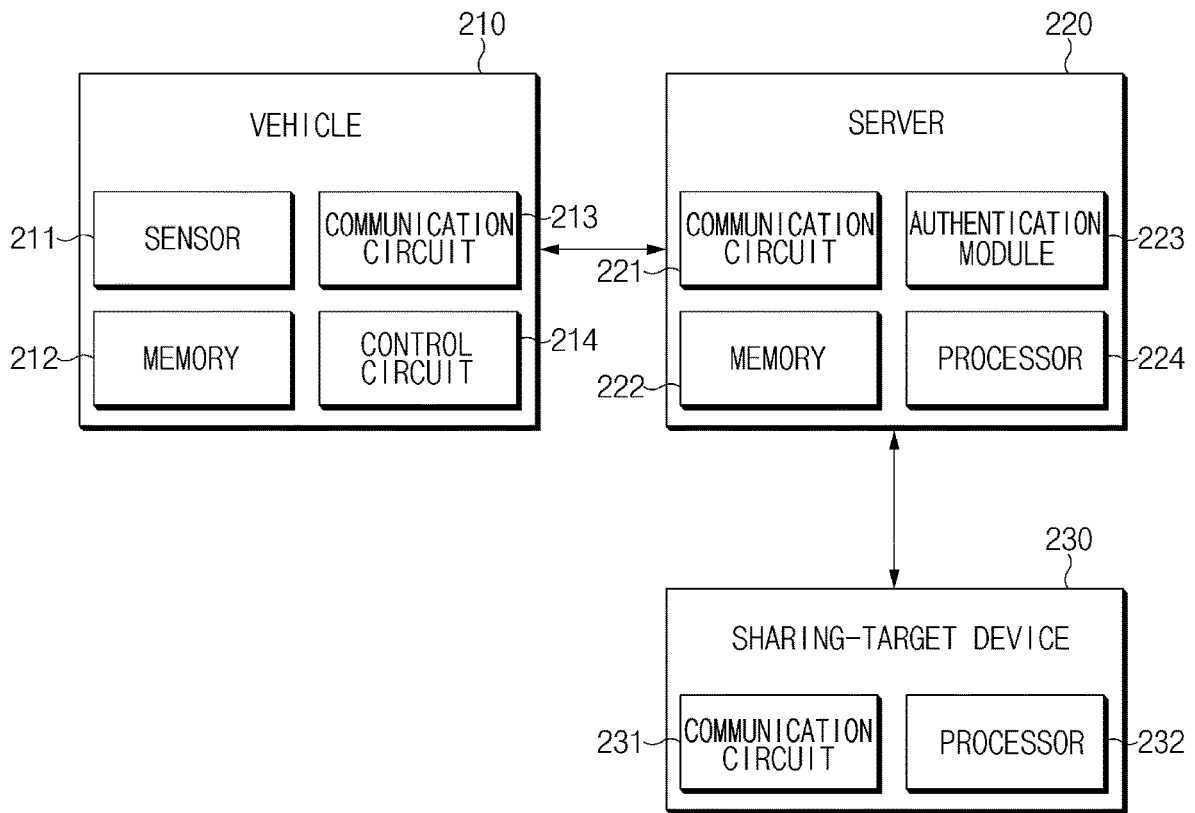 210
220
VEHICLE
SERVER
211
SENSOR
COMMUNICATION
CIRCUIT
213
221
COMMUNICATION
CIRCUIT
AUTHENTICATION
MODULE
223
212
MEMORY
CONTROL
CIRCUIT
214
222
MEMORY
PROCESSOR
224
230
SHARING-TARGET DEVICE
231
COMMUNICATION
CIRCUIT
PROCESSOR
232